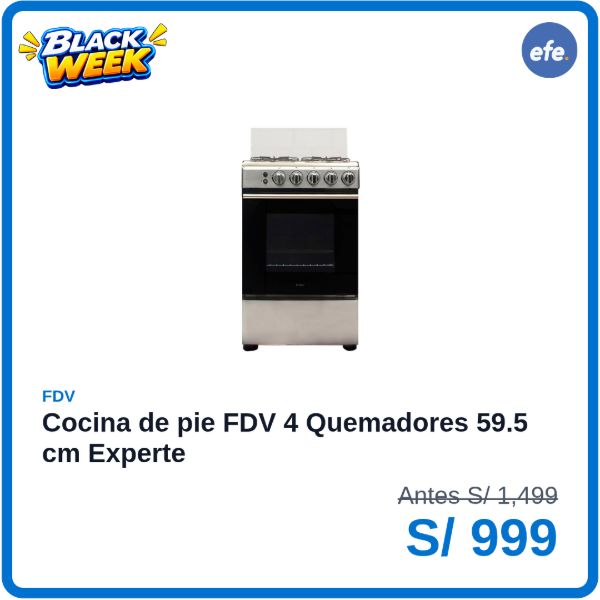 BLACK
WEEK
efe.
FDV
Cocina de pie FDV 4 Quemadores 59.5
cm Experte
Antes S/ 1,499
S/ 999